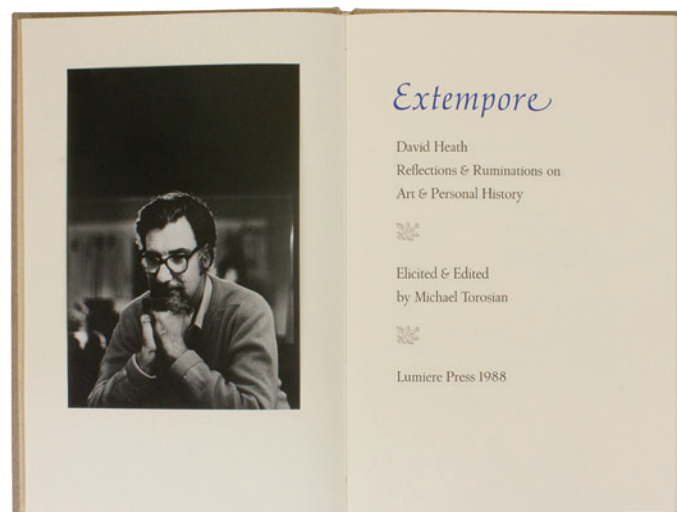 Extempore
David Heath
Reflections & Ruminations on
Art & Personal History
Elicited & Edited
by Michael Torosian
Lumiere Press 1988